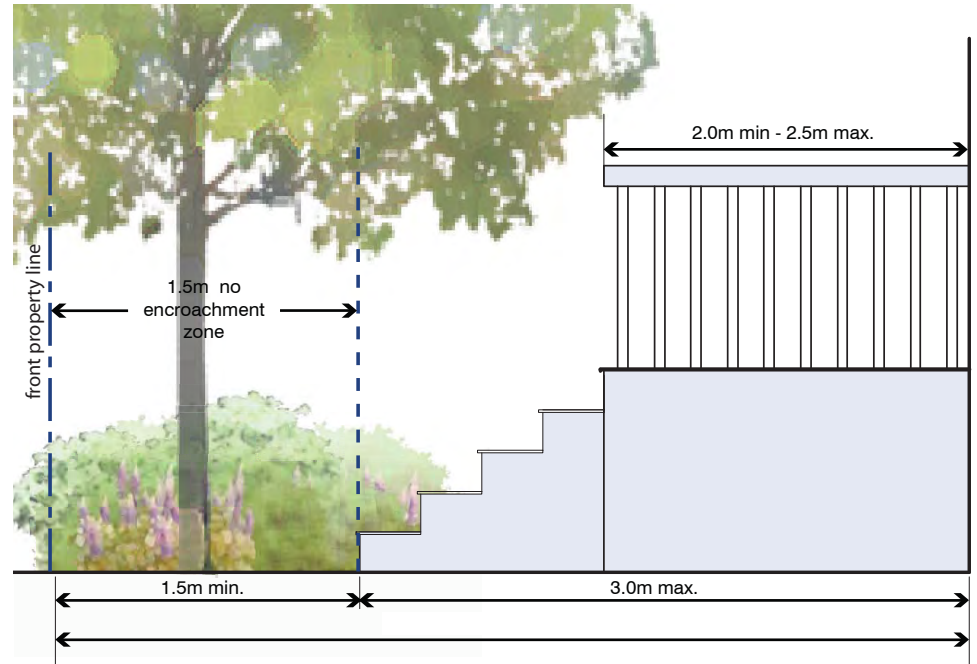 2.0m min - 2.5m max.
front property line
1.5m no
encroachment
zone
1.5m min.
3.0m max.